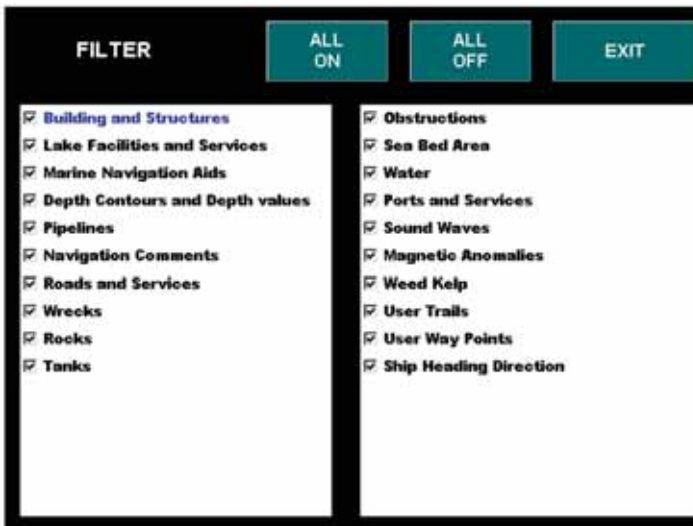 FILTER
ALL
ON
ALL
OFF
EXIT
Building and Structures
Lake Facilities and Services
Marine Navigation Aids
Depth Contours and Depth values
Pipelines
Navigation Comments
Roads and Services
Wrecks
Rocks
Tanks
Obstructions
Sea Bed Area
Water
Ports and Services
Sound Waves
Magnetic Anomalies
Weed Kelp
User Trails
User Way Points
Ship Heading Direction